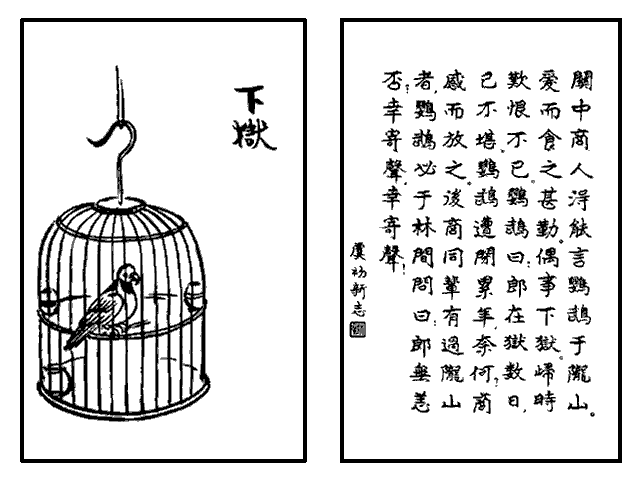 下獄
關中商人淂能言鸚鵡于隴山。
愛而食之甚勤。偶事下獄。歸時
歎恨不已。鸚鵡曰：郎在獄數日，
已不堪。鸚鵡遭閉累年，奈何？商
感而放之。後商同輩有過隴山
者，鸚鵡必于林間問曰：郎無恙
否？幸寄聲，幸寄聲！
虞初新志